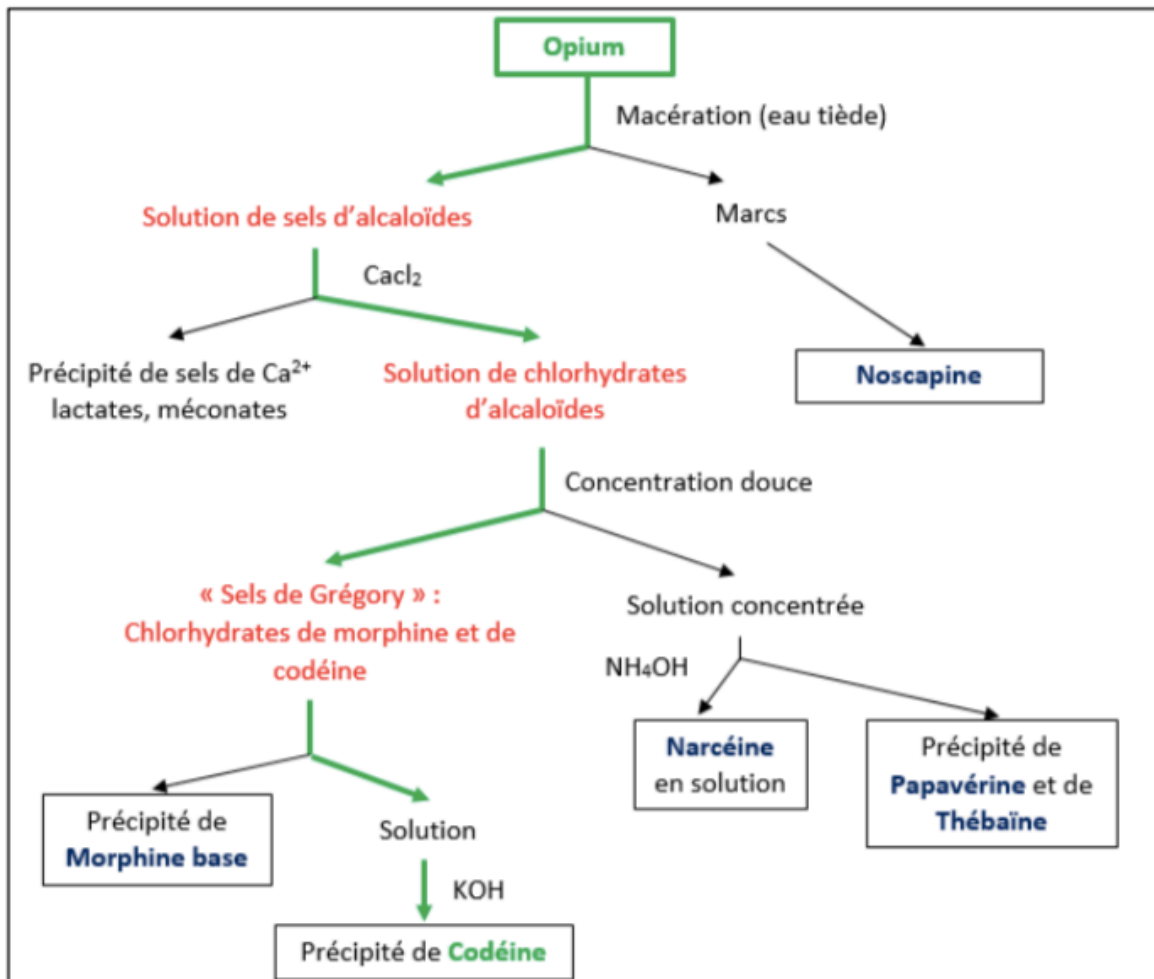 Opium
Macération (eau tiède)
Solution de sels d’alcaloïdes
Marcs
Cacl₂
Précipité de sels de Ca²⁺
lactates, méconates
Solution de chlorhydrates
d’alcaloïdes
Noscapine
Concentration douce
« Sels de Grégory » :
Chlorhydrates de morphine et de
codéine
Solution concentrée
NH₄OH
Narcéine
en solution
Précipité de
Papavérine et de
Thébaïne
Précipité de
Morphine base
Solution
KOH
Précipité de Codéine